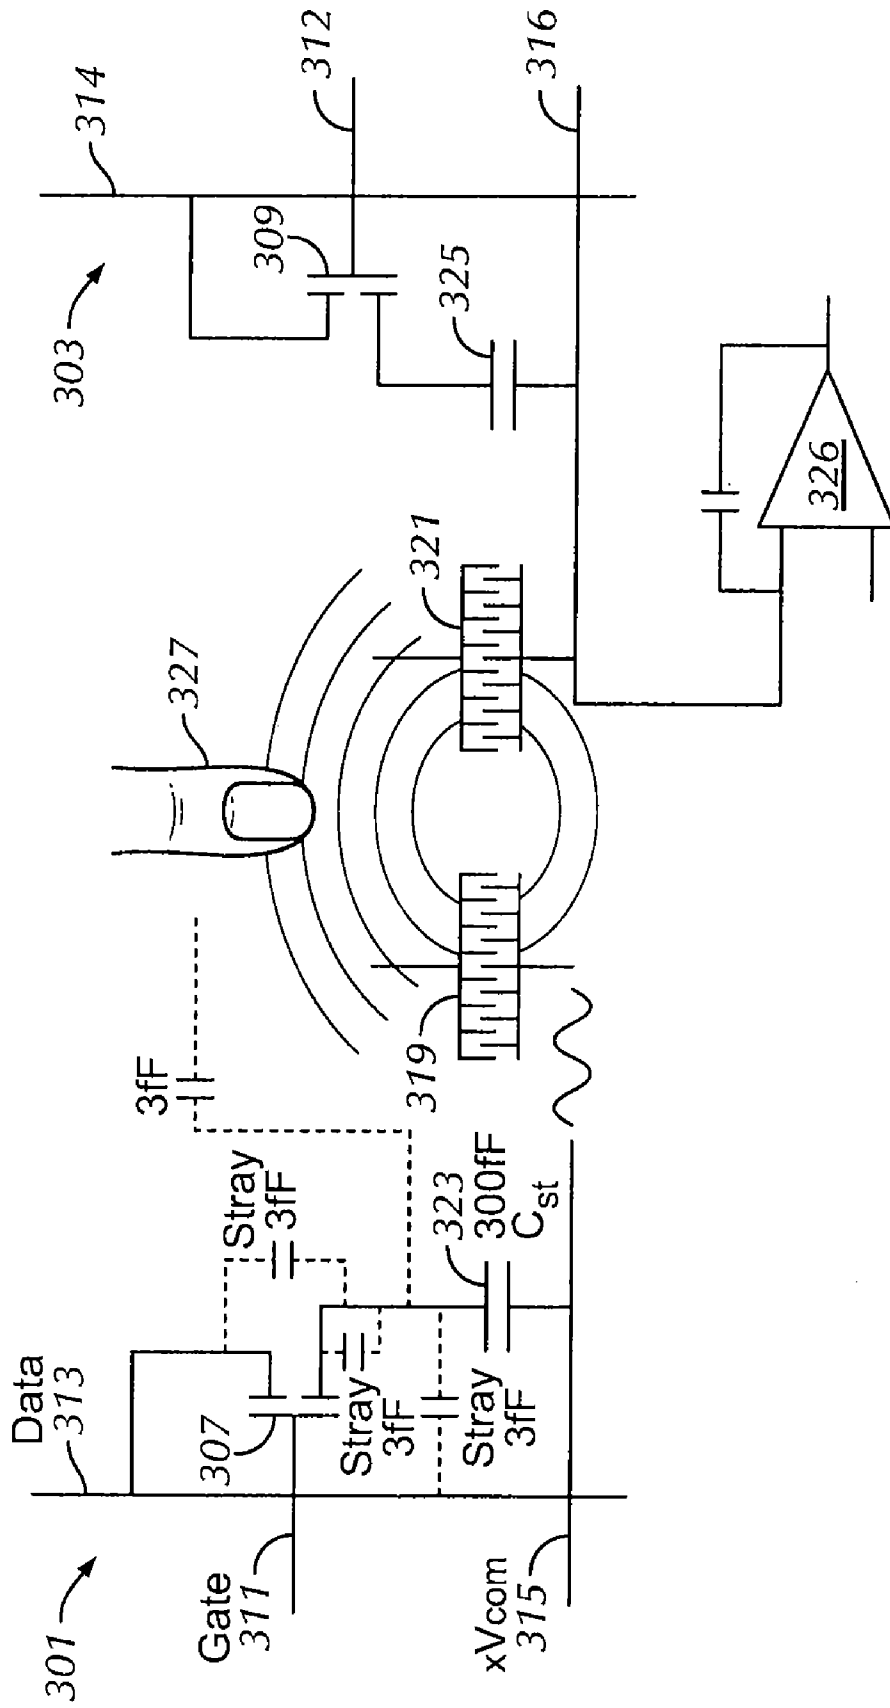 301
Data
313
Gate
311
307
xVcom
315
Stray
3fF
Stray
3fF
Stray
3fF
3fF
323
300fF
Cst
319
327
321
303
314
309
312
325
316
326